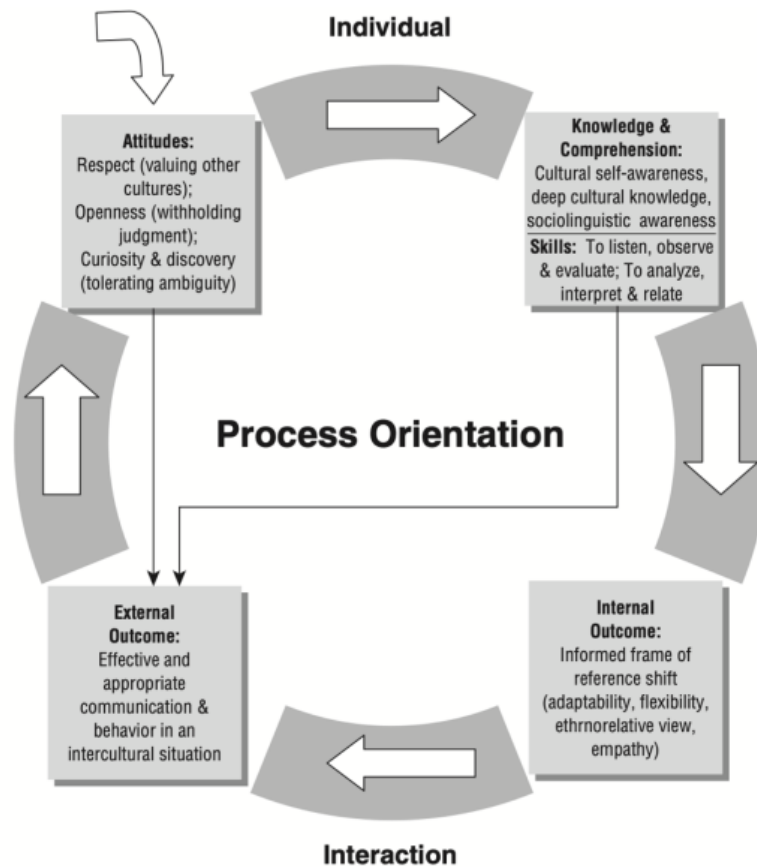 Individual
Attitudes:
Respect (valuing other
cultures);
Openness (withholding
judgment);
Curiosity & discovery
(tolerating ambiguity)
Knowledge &
Comprehension:
Cultural self-awareness,
deep cultural knowledge,
sociolinguistic awareness
Skills: To listen, observe
& evaluate; To analyze,
interpret & relate
Process Orientation
External
Outcome:
Effective and
appropriate
communication &
behavior in an
intercultural situation
Internal
Outcome:
Informed frame of
reference shift
(adaptability, flexibility,
ethrnorelative view,
empathy)
Interaction